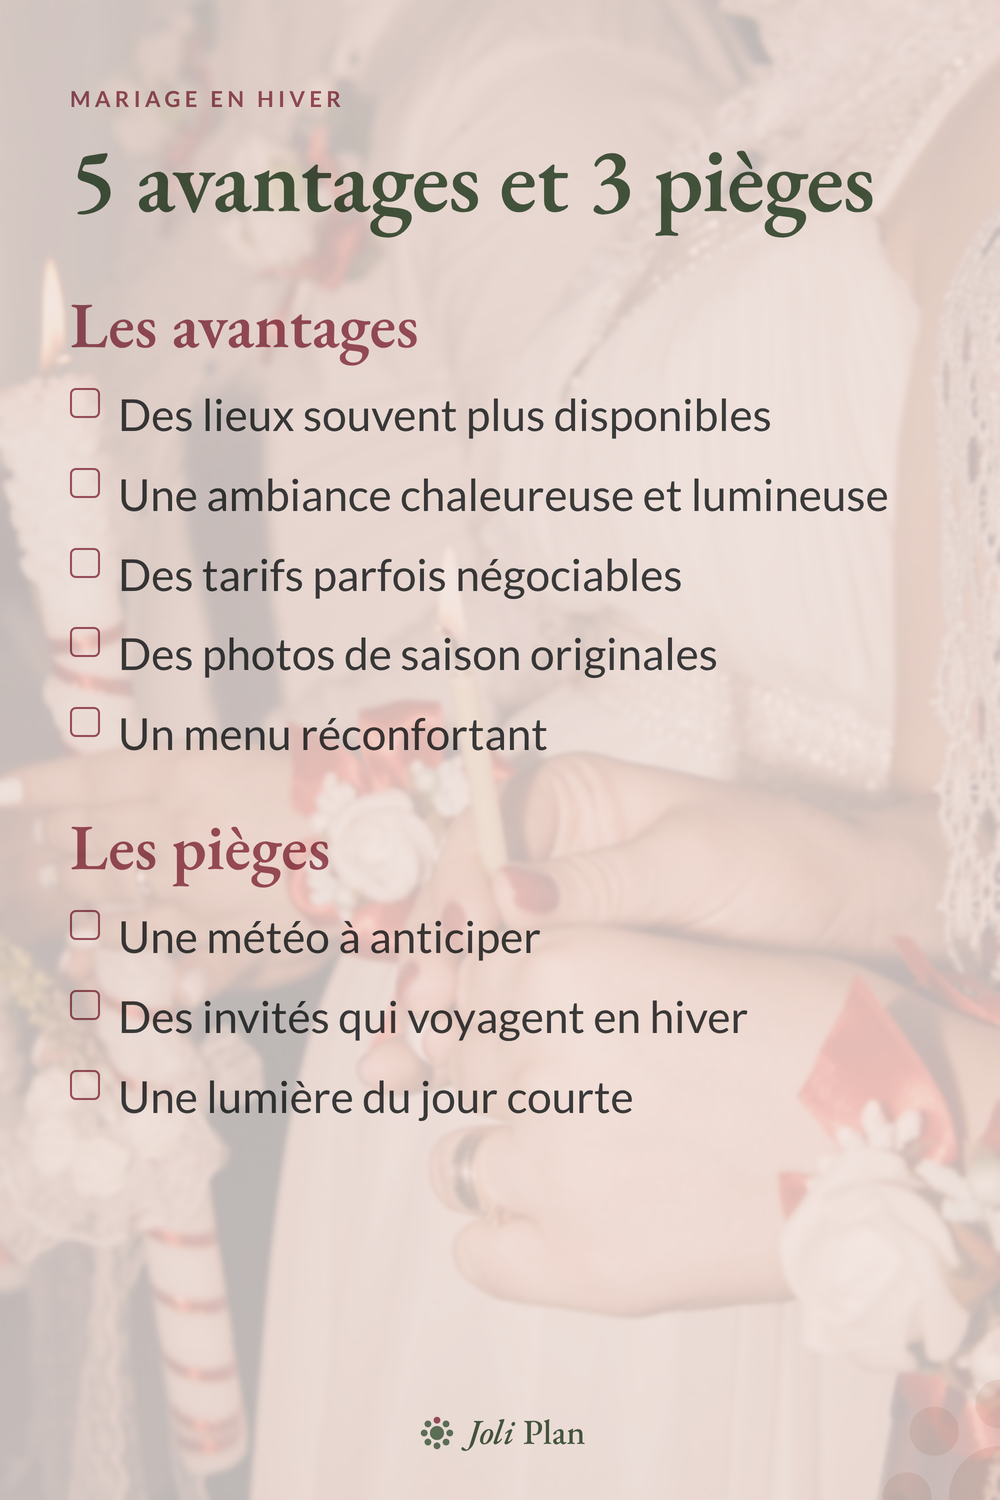 MARIAGE EN HIVER
5 avantages et 3 pièges
Les avantages
Des lieux souvent plus disponibles
Une ambiance chaleureuse et lumineuse
Des tarifs parfois négociables
Des photos de saison originales
Un menu réconfortant
Les pièges
Une météo à anticiper
Des invités qui voyagent en hiver
Une lumière du jour courte
Joli Plan